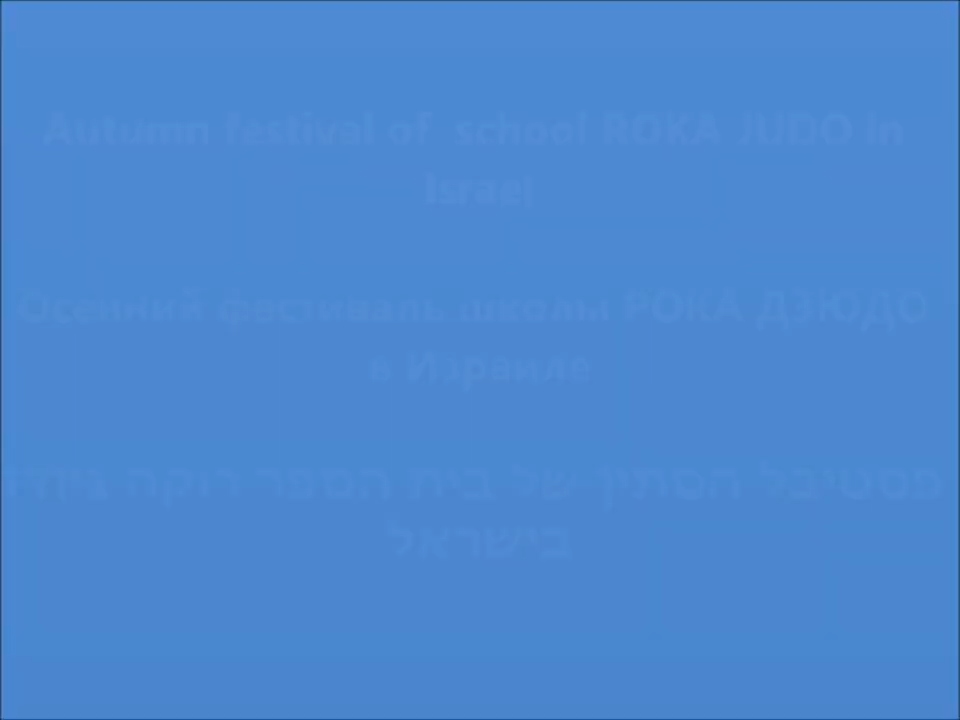 Autumn festival of school ROKA JUDO in
Israel
Осенний фестиваль школы РОКА ДЗЮДО
в Израиле
פסטיבל הסתיו של בית הספר רוקה ג'ודו
בישראל